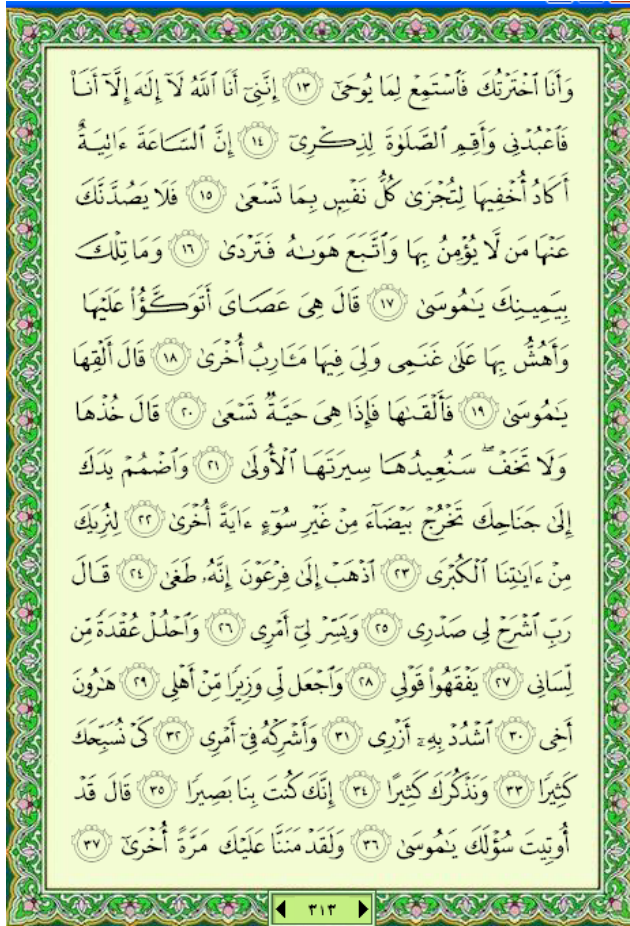 وَأَنَا ٱخْتَرْتُكَ فَٱسْتَمِعْ لِمَا يُوحَىٰٓ ١٣ إِنَّنِىٓ أَنَا ٱللَّهُ لَآ إِلَٰهَ إِلَّآ أَنَا۠
فَٱعْبُدْنِى وَأَقِمِ ٱلصَّلَوٰةَ لِذِكْرِىٓ ١٤ إِنَّ ٱلسَّاعَةَ ءَاتِيَةٌ
أَكَادُ أُخْفِيهَا لِتُجْزَىٰ كُلُّ نَفْسٍۭ بِمَا تَسْعَىٰ ١٥ فَلَا يَصُدَّنَّكَ
عَنْهَا مَن لَّا يُؤْمِنُ بِهَا وَٱتَّبَعَ هَوَىٰهُ فَتَرْدَىٰ ١٦ وَمَا تِلْكَ
بِيَمِينِكَ يَٰمُوسَىٰ ١٧ قَالَ هِىَ عَصَاىَ أَتَوَكَّؤُا۟ عَلَيْهَا
وَأَهُشُّ بِهَا عَلَىٰ غَنَمِى وَلِىَ فِيهَا مَـَٔارِبُ أُخْرَىٰ ١٨ قَالَ أَلْقِهَا
يَٰمُوسَىٰ ١٩ فَأَلْقَىٰهَا فَإِذَا هِىَ حَيَّةٌ تَسْعَىٰ ٢٠ قَالَ خُذْهَا
وَلَا تَخَفْ ۖ سَنُعِيدُهَا سِيرَتَهَا ٱلْأُولَىٰ ٢١ وَٱضْمُمْ يَدَكَ
إِلَىٰ جَنَاحِكَ تَخْرُجْ بَيْضَآءَ مِنْ غَيْرِ سُوٓءٍ ءَايَةً أُخْرَىٰ ٢٢ لِنُرِيَكَ
مِنْ ءَايَٰتِنَا ٱلْكُبْرَى ٢٣ ٱذْهَبْ إِلَىٰ فِرْعَوْنَ إِنَّهُۥ طَغَىٰ ٢٤ قَالَ
رَبِّ ٱشْرَحْ لِى صَدْرِى ٢٥ وَيَسِّرْ لِىٓ أَمْرِى ٢٦ وَٱحْلُلْ عُقْدَةً مِّن
لِّسَانِى ٢٧ يَفْقَهُوا۟ قَوْلِى ٢٨ وَٱجْعَل لِّى وَزِيرًا مِّنْ أَهْلِى ٢٩ هَٰرُونَ
أَخِى ٣٠ ٱشْدُدْ بِهِۦٓ أَزْرِى ٣١ وَأَشْرِكْهُ فِىٓ أَمْرِى ٣٢ كَىْ نُسَبِّحَكَ
كَثِيرًا ٣٣ وَنَذْكُرَكَ كَثِيرًا ٣٤ إِنَّكَ كُنتَ بِنَا بَصِيرًا ٣٥ قَالَ قَدْ
أُوتِيتَ سُؤْلَكَ يَٰمُوسَىٰ ٣٦ وَلَقَدْ مَنَنَّا عَلَيْكَ مَرَّةً أُخْرَىٰٓ ٣٧
٣١٣